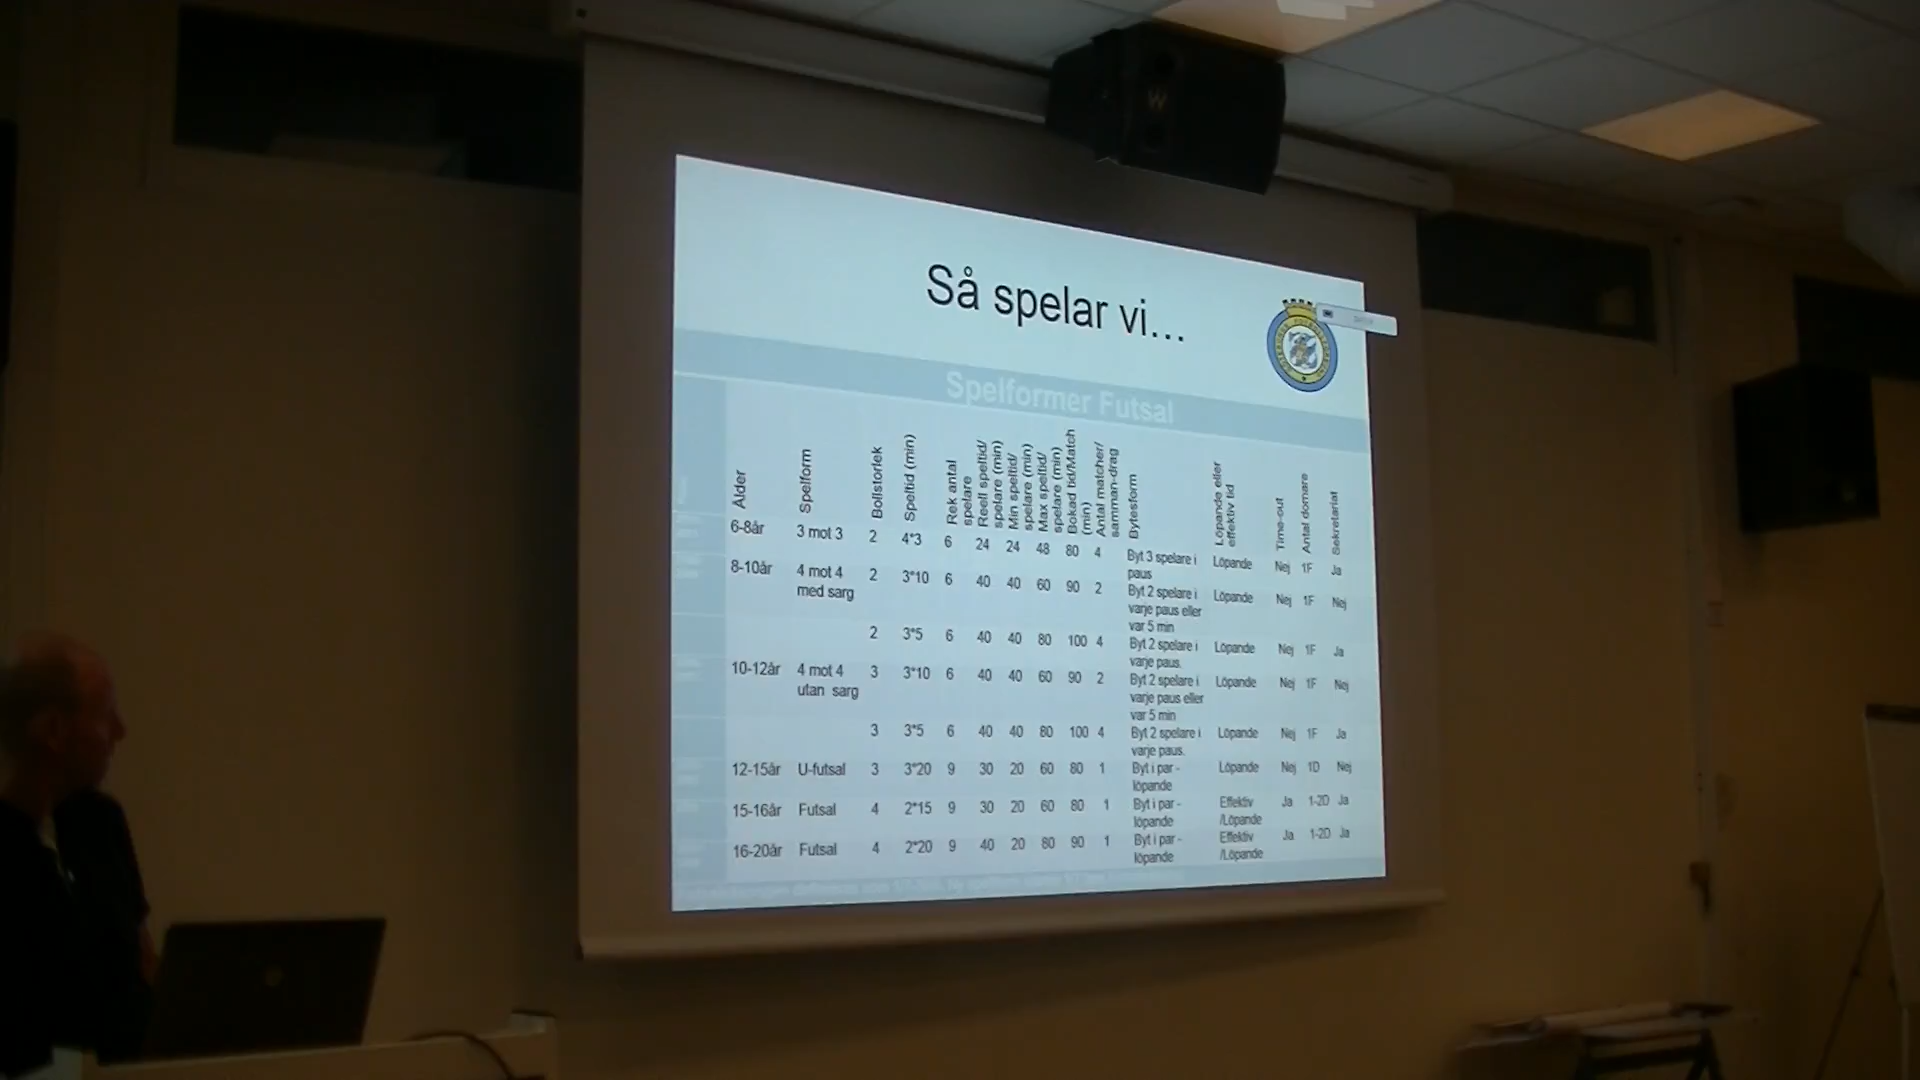 Så spelar vi...
Spelformer Futsal
Ålder
Spelform
Bollstorlek
Speltid (min)
Rek antal
spelare
Reell speltid/
spelare (min)
Min speltid/
spelare (min)
Max speltid/
spelare (min)
Bokad tid/Match
(min)
Antal matcher/
samman-drag
Bytesform
Löpande eller
effektiv tid
Time-out
Antal domare
Sekretariat
6-8år 3 mot 3 2 4*3 6 24 24 48 80 4 Byt 3 spelare i Löpande Nej 1F Ja
paus
8-10år 4 mot 4 2 3*10 6 40 40 60 90 2 Byt 2 spelare i Löpande Nej 1F Nej
med sarg varje paus eller
var 5 min
2 3*5 6 40 40 80 100 4 Byt 2 spelare i Löpande Nej 1F Ja
varje paus.
10-12år 4 mot 4 3 3*10 6 40 40 60 90 2 Byt 2 spelare i Löpande Nej 1F Nej
utan sarg varje paus eller
var 5 min
3 3*5 6 40 40 80 100 4 Byt 2 spelare i Löpande Nej 1F Ja
varje paus.
12-15år U-futsal 3 3*20 9 30 20 60 80 1 Byt i par - Löpande Nej 1D Nej
löpande
15-16år Futsal 4 2*15 9 30 20 60 80 1 Byt i par - Effektiv Ja 1-2D Ja
löpande /Löpande
16-20år Futsal 4 2*20 9 40 20 80 90 1 Byt i par - Effektiv Ja 1-2D Ja
löpande /Löpande